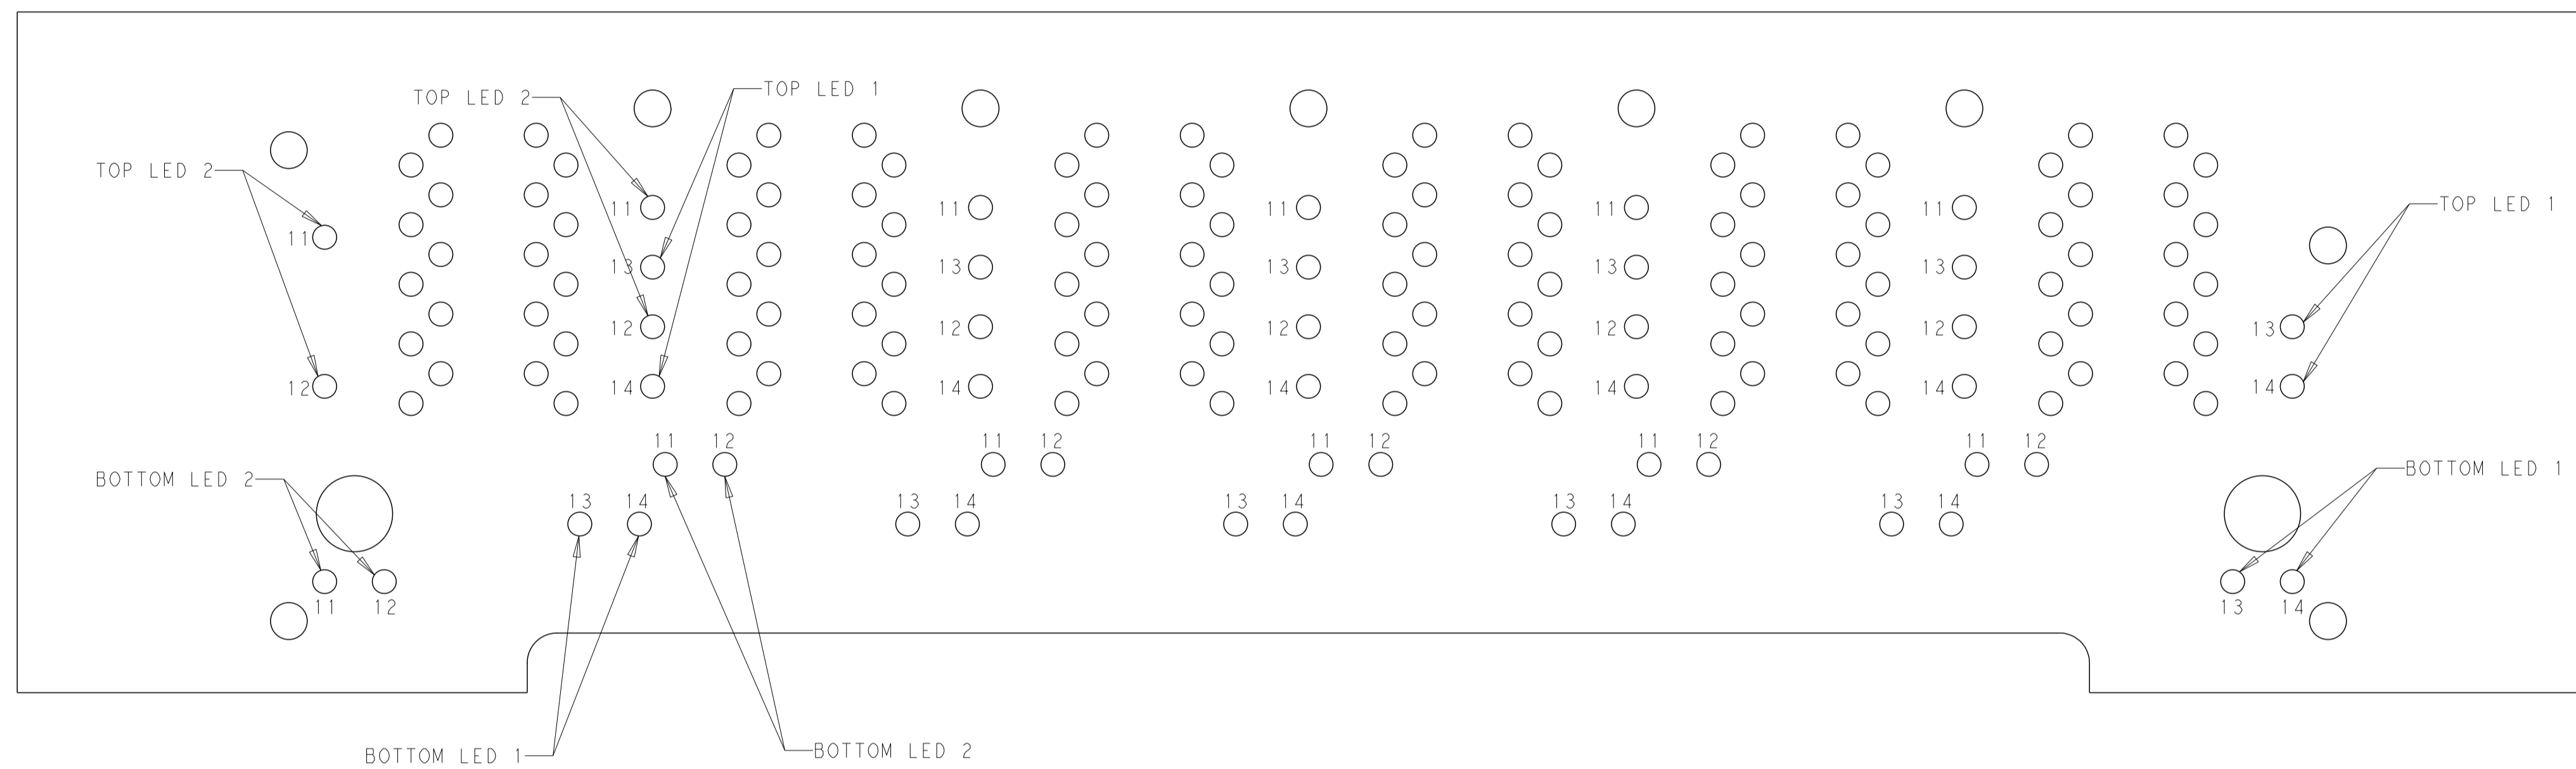 TOP LED 2
TOP LED 1
TOP LED 2
TOP LED 1
11 11 11 11 11
11
13 13 13 13 13
12 12 12 12 12 13
12 14 14 14 14 14 14
11 12 11 12 11 12 11 12 11 12
BOTTOM LED 2
BOTTOM LED 1
13 14 13 14 13 14 13 14 13 14
11 12 13 14
BOTTOM LED 1
BOTTOM LED 2